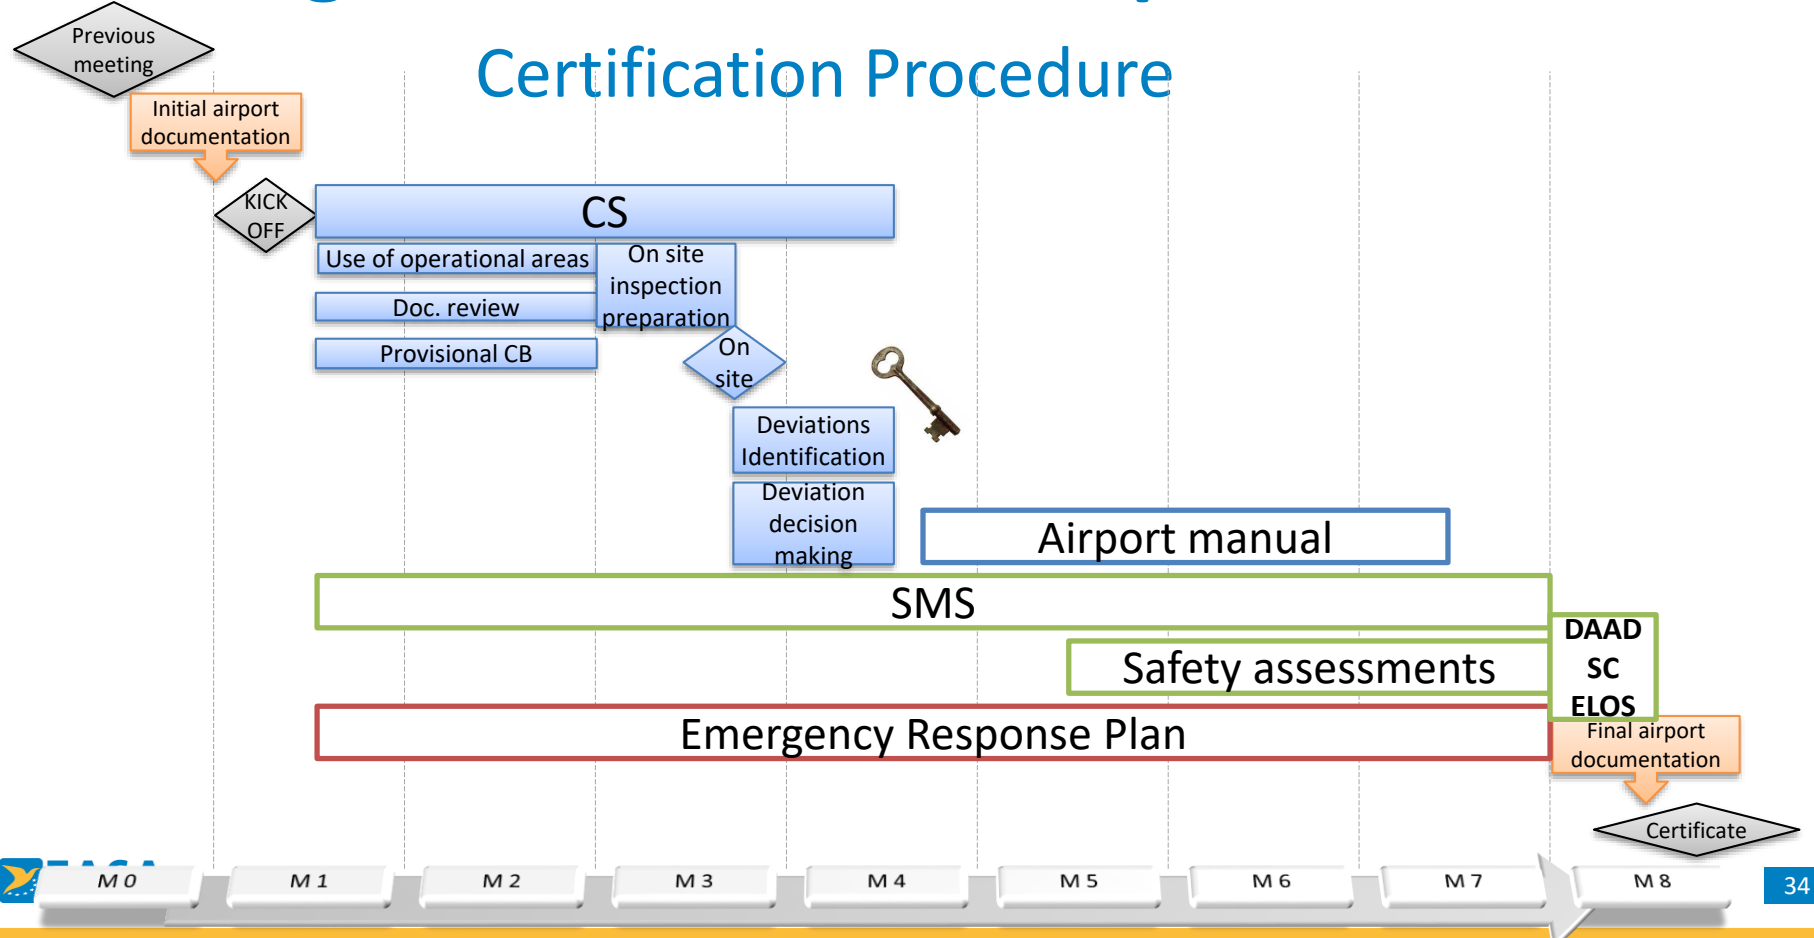 Certification Procedure
Previous
meeting
Initial airport
documentation
KICK
OFF
CS
Use of operational areas
On site
inspection
preparation
Doc. review
Provisional CB
On
site
Deviations
Identification
Deviation
decision
making
Airport manual
SMS
DAAD
SC
ELOS
Safety assessments
Emergency Response Plan
Final airport
documentation
Certificate
M 0
M 1
M 2
M 3
M 4
M 5
M 6
M 7
M 8
34